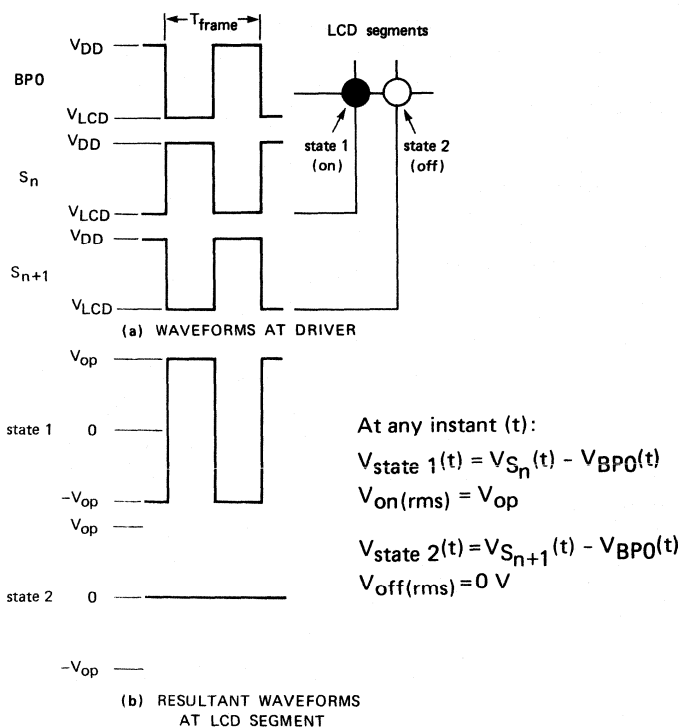 T frame
LCD segments
VDD
BP0
VLCD
VDD
state 1
(on)
state 2
(off)
Sn
VLCD
VDD
Sn+1
VLCD
(a) WAVEFORMS AT DRIVER
Vop
state 1 0
-Vop
Vop
state 2 0
-Vop
At any instant (t):
Vstate 1(t) = VSn(t) - VBP0(t)
Von(rms) = Vop
Vstate 2(t) = VSn+1(t) - VBP0(t)
Voff(rms) = 0 V
(b) RESULTANT WAVEFORMS
AT LCD SEGMENT